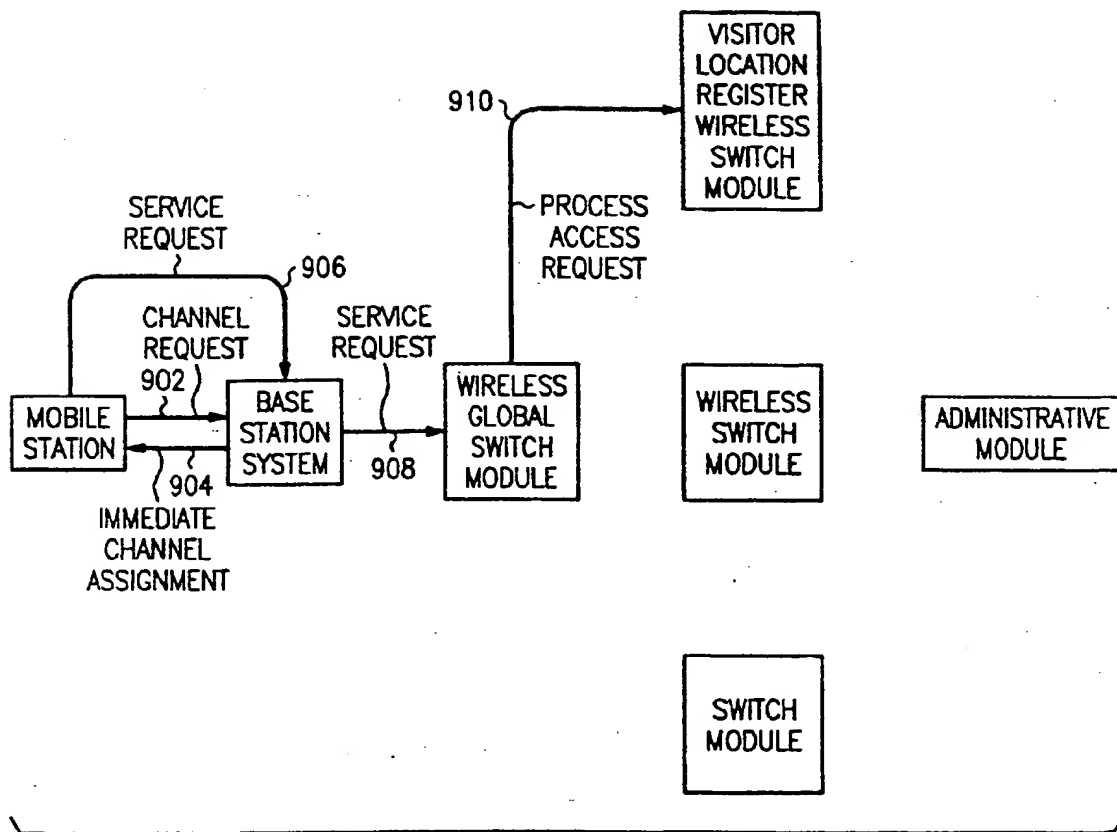 VISITOR
LOCATION
REGISTER
WIRELESS
SWITCH
MODULE
910
PROCESS
ACCESS
REQUEST
SERVICE
REQUEST
906
CHANNEL
REQUEST
902
SERVICE
REQUEST
MOBILE
STATION
BASE
STATION
SYSTEM
904
908
WIRELESS
GLOBAL
SWITCH
MODULE
WIRELESS
SWITCH
MODULE
ADMINISTRATIVE
MODULE
IMMEDIATE
CHANNEL
ASSIGNMENT
SWITCH
MODULE